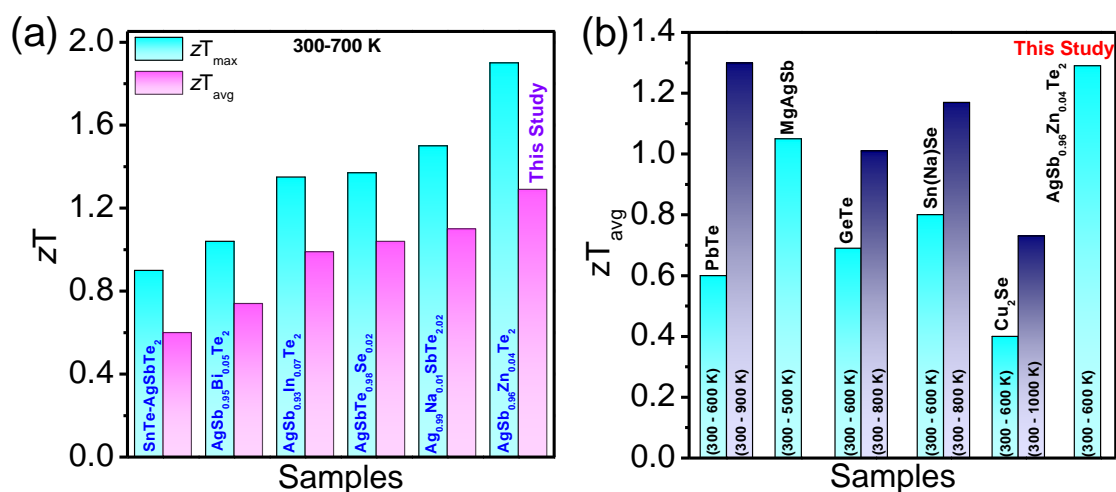 (a)
300-700 K
zTmax
zTavg
2.0
1.6
1.2
0.8
0.4
0.0
zT
This Study
SnTe-AgSbTe2
AgSb0.95Bi0.05Te2
AgSb0.93In0.07Te2
AgSbTe0.98Se0.02
Ag0.99Na0.01SbTe2.02
AgSb0.96Zn0.04Te2
Samples
(b)
This Study
1.4
1.2
1.0
0.8
0.6
0.4
0.2
0.0
zTavg
PbTe
MgAgSb
GeTe
Sn(Na)Se
Cu2Se
AgSb0.96Zn0.04Te2
(300 - 600 K)
(300 - 900 K)
(300 - 500 K)
(300 - 600 K)
(300 - 800 K)
(300 - 600 K)
(300 - 800 K)
(300 - 600 K)
(300 - 1000 K)
(300 - 600 K)
Samples